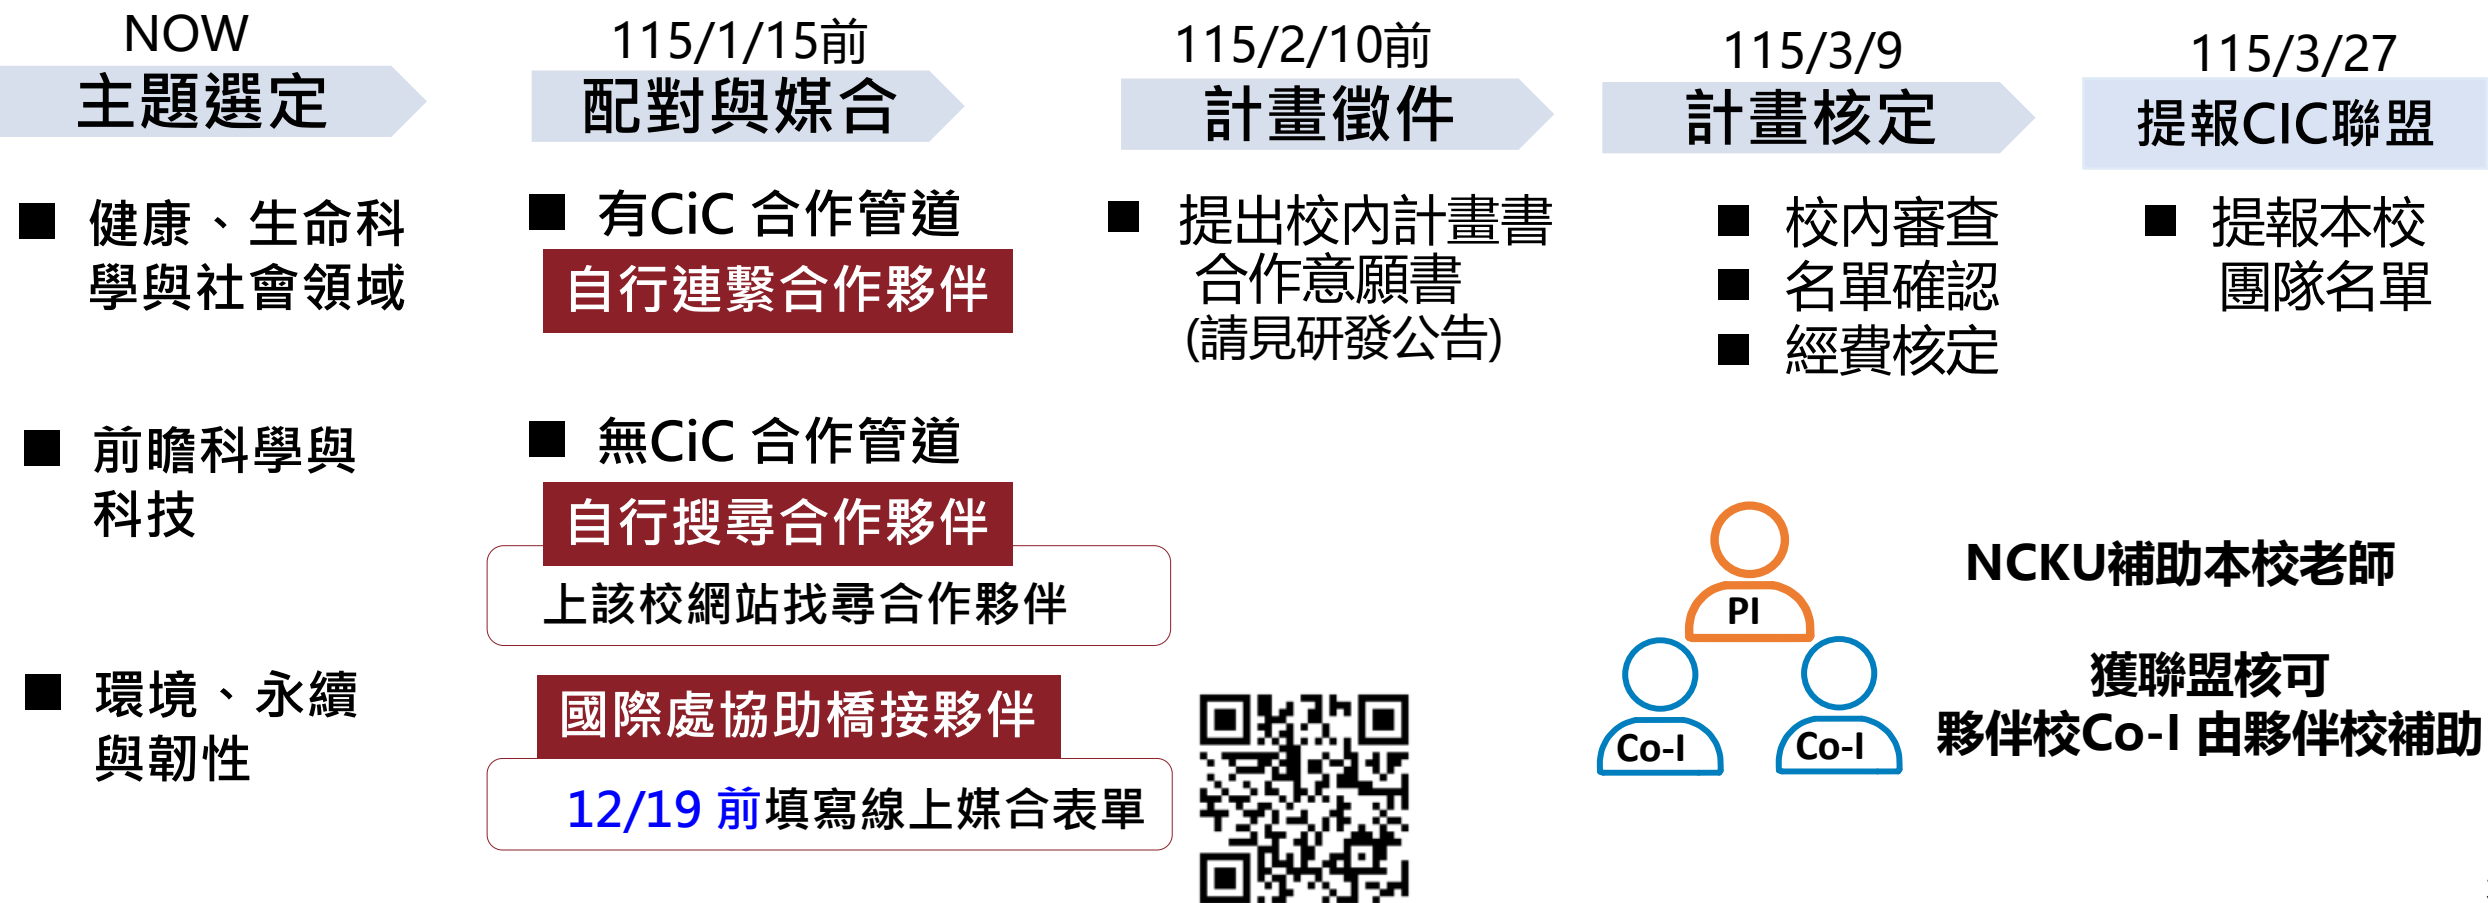 NOW
主題選定
健康、生命科
學與社會領域
前瞻科學與
科技
環境、永續
與韌性
115/1/15前
配對與媒合
有CiC 合作管道
自行連繫合作夥伴
無CiC 合作管道
自行搜尋合作夥伴
上該校網站找尋合作夥伴
國際處協助橋接夥伴
12/19 前填寫線上媒合表單
115/2/10前
計畫徵件
提出校內計畫書
合作意願書
(請見研發公告)
115/3/9
計畫核定
校內審查
名單確認
經費核定
115/3/27
提報CIC聯盟
提報本校
團隊名單
PI
Co-I
Co-I
NCKU補助本校老師
獲聯盟核可
夥伴校Co-I 由夥伴校補助